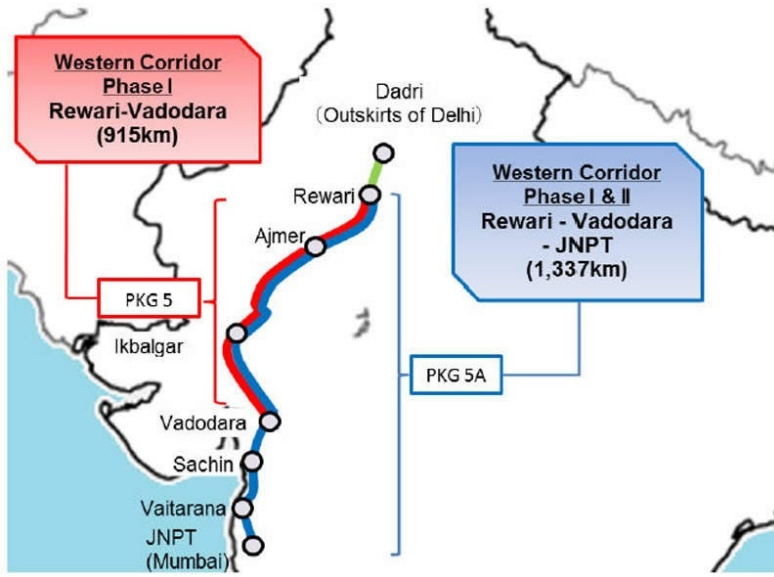 Western Corridor
Phase I
Rewari-Vadodara
(915km)
Dadri
(Outskirts of Delhi)
Western Corridor
Phase I & II
Rewari - Vadodara
- JNPT
(1,337km)
Rewari
Ajmer
PKG 5
Ikbalgar
PKG 5A
Vadodara
Sachin
Vaitarana
JNPT
(Mumbai)